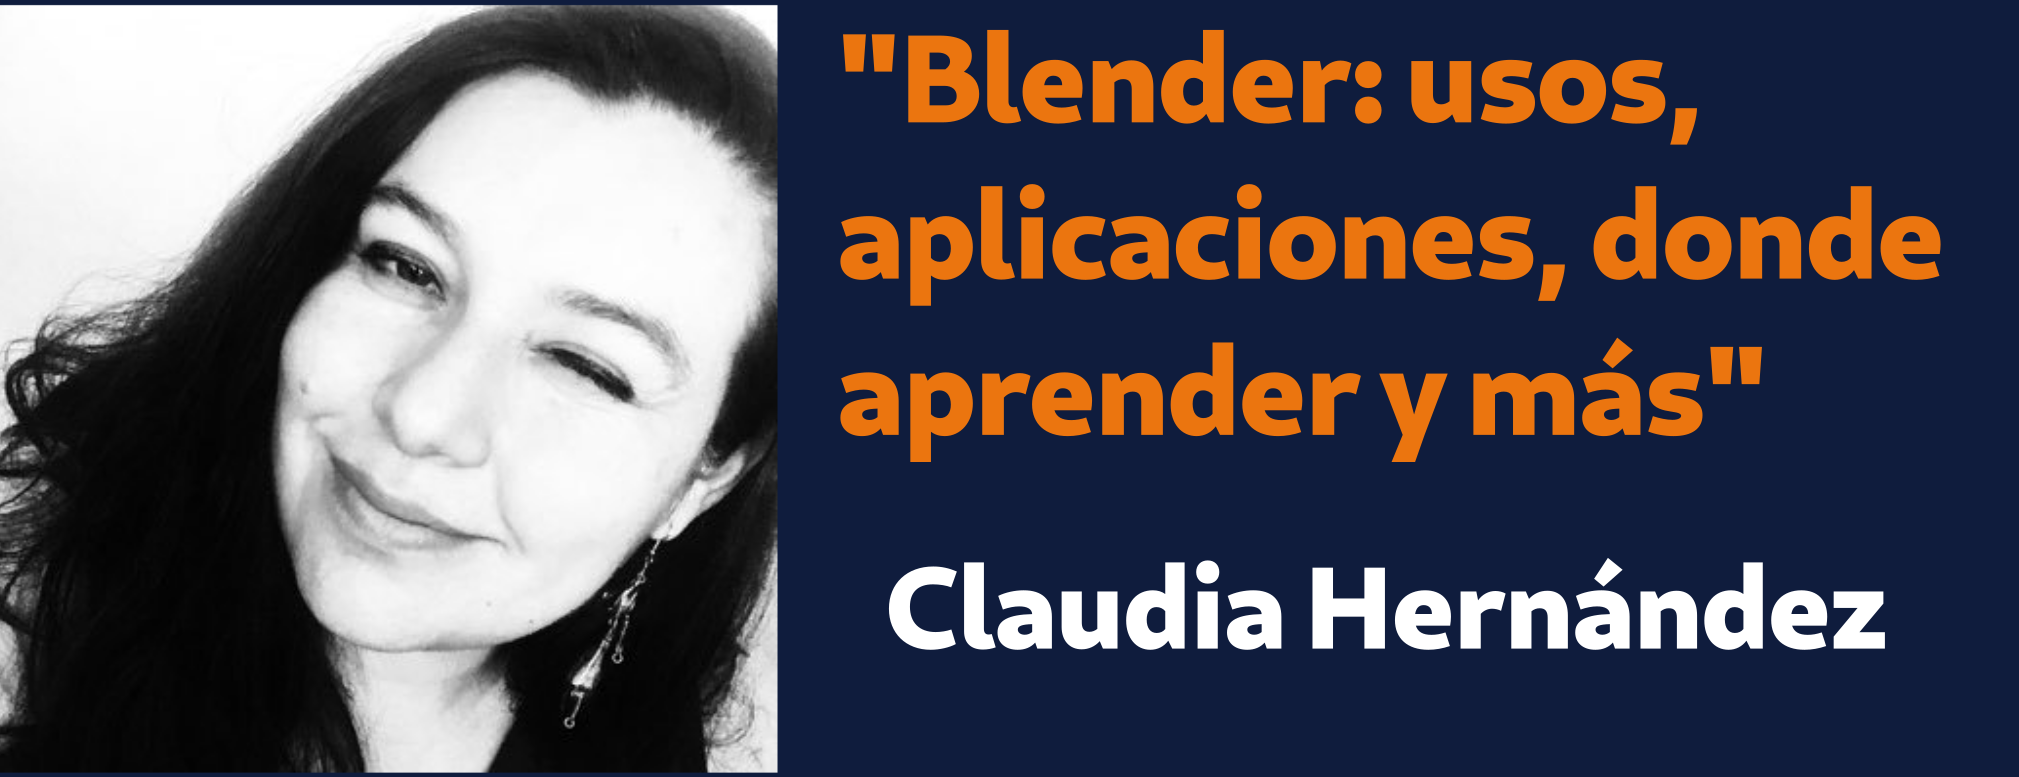 "Blender: usos,
aplicaciones, donde
aprender y más"
Claudia Hernández